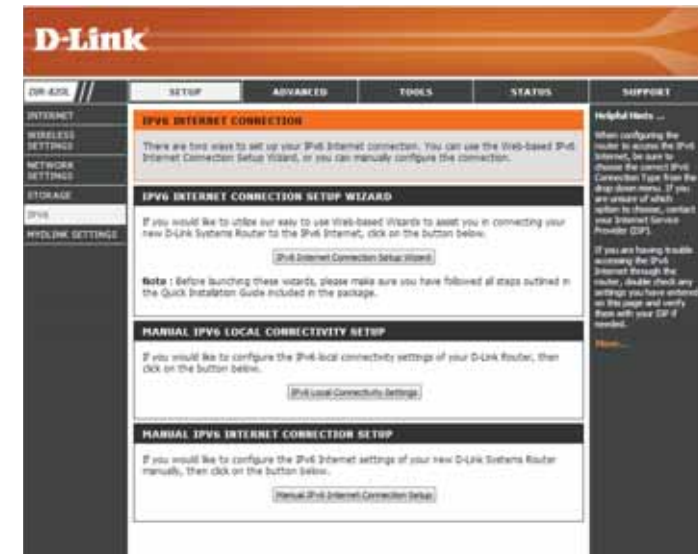 D-Link
DIR-820L
SETUP
ADVANCED
TOOLS
STATUS
SUPPORT
INTERNET
WIRELESS
SETTINGS
NETWORK
SETTINGS
STORAGE
IPV6
MYDLINK SETTINGS
IPV6 INTERNET CONNECTION
There are two ways to set up your IPv6 Internet connection. You can use the Web-based IPv6
Internet Connection Setup Wizard, or you can manually configure the connection.
IPV6 INTERNET CONNECTION SETUP WIZARD
If you would like to utilize our easy to use Web-based Wizards to assist you in connecting your
new D-Link Systems Router to the IPv6 Internet, click on the button below.
IPv6 Internet Connection Setup Wizard
Note : Before launching these wizards, please make sure you have followed all steps outlined in
the Quick Installation Guide included in the package.
MANUAL IPV6 LOCAL CONNECTIVITY SETUP
If you would like to configure the IPv6 local connectivity settings of your D-Link Router, then
click on the button below.
IPv6 Local Connectivity Settings
MANUAL IPV6 INTERNET CONNECTION SETUP
If you would like to configure the IPv6 Internet settings of your new D-Link Systems Router
manually, then click on the button below.
Manual IPv6 Internet Connection Setup
Helpful Hints ...
When configuring the
router to access the IPv6
Internet, be sure to
choose the correct IPv6
Connection Type from the
drop down menu. If you
are unsure of which
option to choose, contact
your Internet Service
Provider (ISP).
If you are having trouble
accessing the IPv6
Internet through the
router, double check any
settings you have entered
on this page and verify
them with your ISP if
needed.
More...